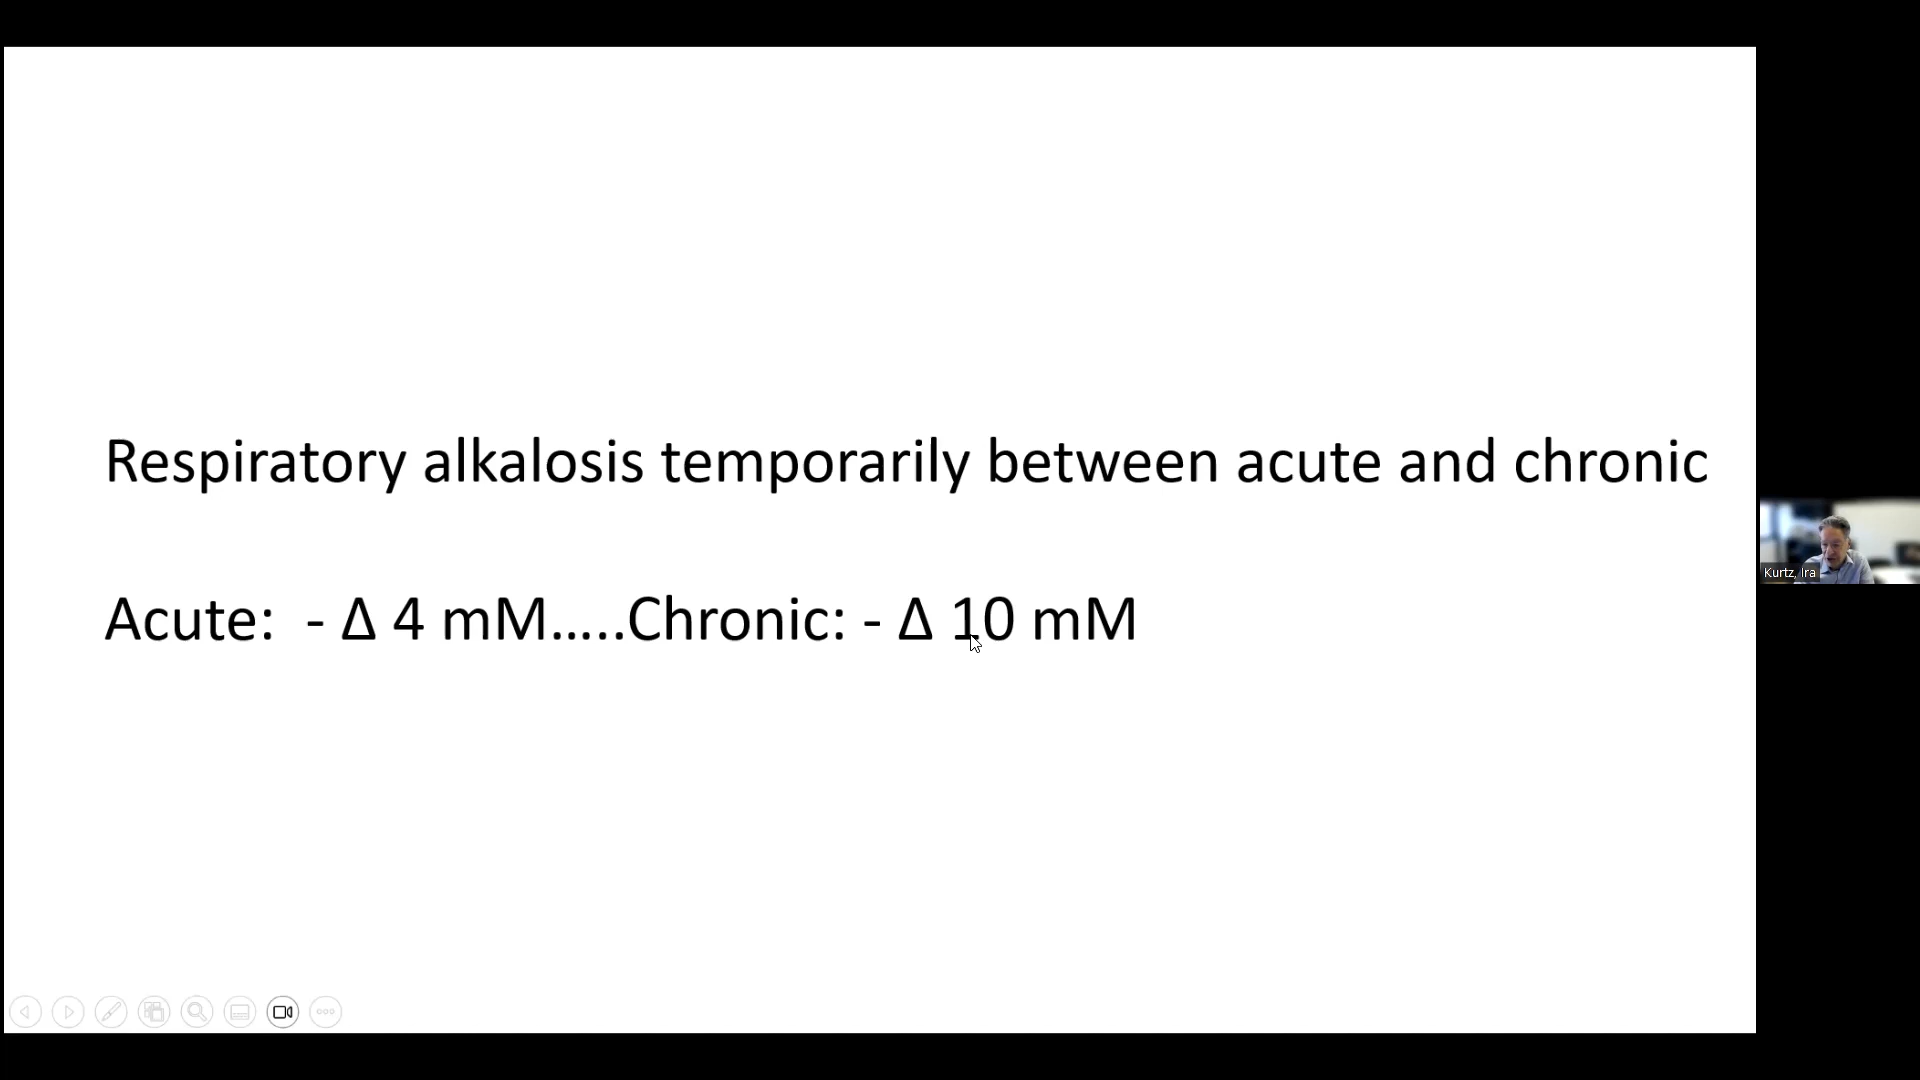 Respiratory alkalosis temporarily between acute and chronic
Acute:  - Δ 4 mM.....Chronic: - Δ 10 mM
Kurtz, Ira